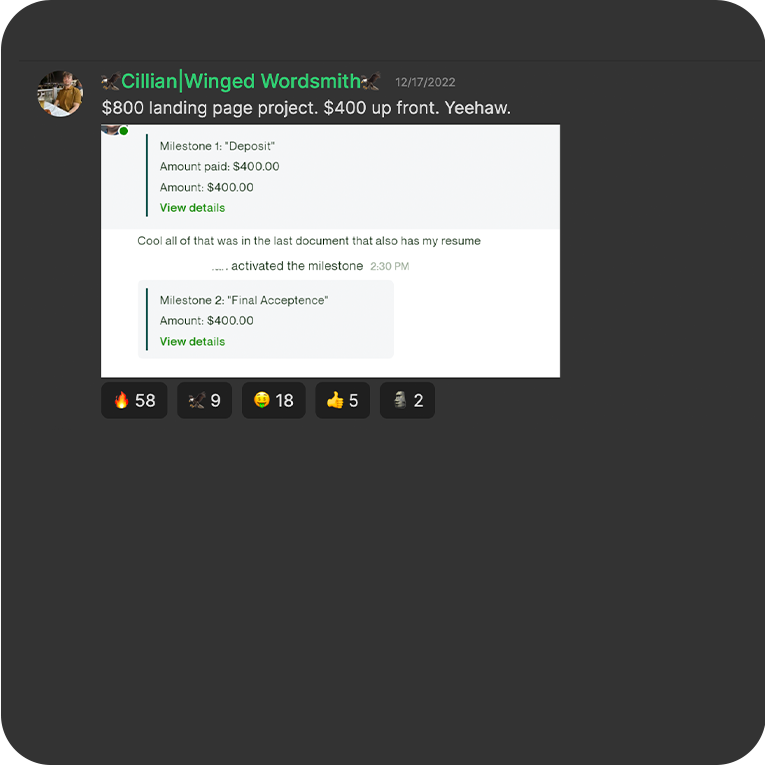 Cillian|Winged Wordsmith 12/17/2022
$800 landing page project. $400 up front. Yeehaw.
Milestone 1: "Deposit"
Amount paid: $400.00
Amount: $400.00
View details
Cool all of that was in the last document that also has my resume
activated the milestone 2:30 PM
Milestone 2: "Final Acceptence"
Amount: $400.00
View details
58 9 18 5 2